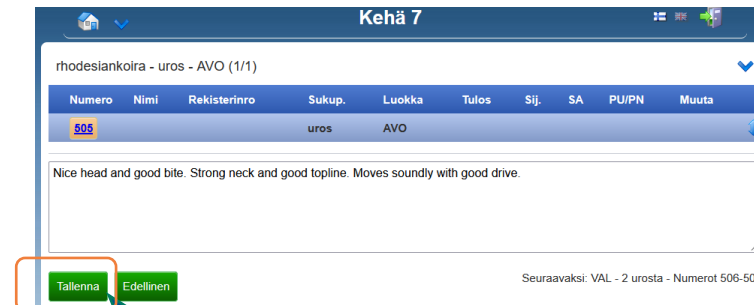 Kehä 7
rhodesiankoira - uros - AVO (1/1)
Numero Nimi Rekisterinro Sukup. Luokka Tulos Sij. SA PU/PN Muuta
505 uros AVO
Nice head and good bite. Strong neck and good topline. Moves soundly with good drive.
Tallenna Edellinen Seuraavaksi: VAL - 2 urosta - Numerot 506-50